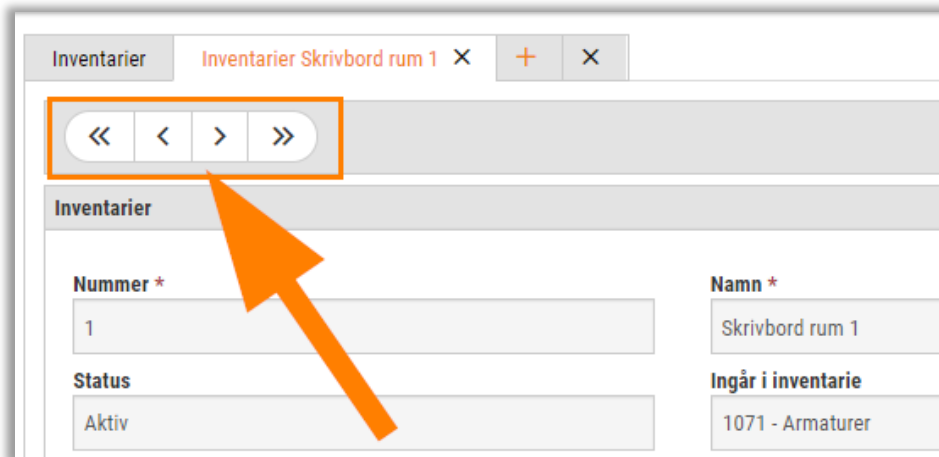 Inventarier Inventarier Skrivbord rum 1
Inventarier
Nummer * Namn *
1 Skrivbord rum 1
Status Ingår i inventarie
Aktiv 1071 - Armaturer